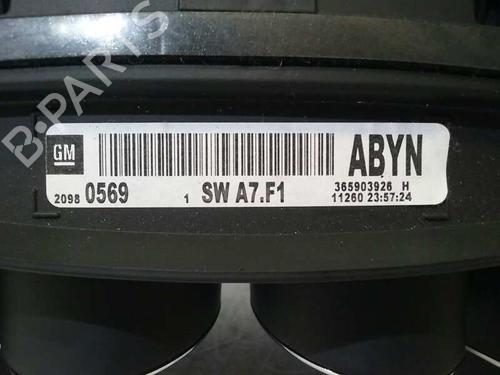 B-PARTS
GM
ABYN
2098 0569 1 SW A7.F1
365903926 H
11260 23:57:24